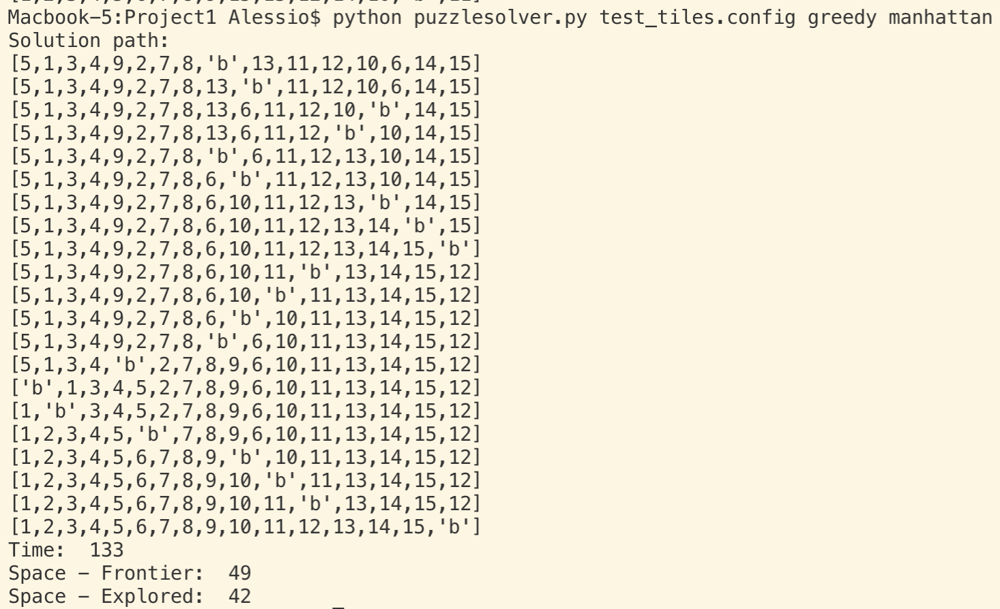 Macbook-5:Project1 Alessio$ python puzzlesolver.py test_tiles.config greedy manhattan
Solution path:
[5,1,3,4,9,2,7,8,'b',13,11,12,10,6,14,15]
[5,1,3,4,9,2,7,8,13,'b',11,12,10,6,14,15]
[5,1,3,4,9,2,7,8,13,6,11,12,10,'b',14,15]
[5,1,3,4,9,2,7,8,13,6,11,12,'b',10,14,15]
[5,1,3,4,9,2,7,8,'b',6,11,12,13,10,14,15]
[5,1,3,4,9,2,7,8,6,'b',11,12,13,10,14,15]
[5,1,3,4,9,2,7,8,6,10,11,12,13,'b',14,15]
[5,1,3,4,9,2,7,8,6,10,11,12,13,14,'b',15]
[5,1,3,4,9,2,7,8,6,10,11,12,13,14,15,'b']
[5,1,3,4,9,2,7,8,6,10,11,'b',13,14,15,12]
[5,1,3,4,9,2,7,8,6,10,'b',11,13,14,15,12]
[5,1,3,4,9,2,7,8,6,'b',10,11,13,14,15,12]
[5,1,3,4,9,2,7,8,'b',6,10,11,13,14,15,12]
[5,1,3,4,'b',2,7,8,9,6,10,11,13,14,15,12]
['b',1,3,4,5,2,7,8,9,6,10,11,13,14,15,12]
[1,'b',3,4,5,2,7,8,9,6,10,11,13,14,15,12]
[1,2,3,4,5,'b',7,8,9,6,10,11,13,14,15,12]
[1,2,3,4,5,6,7,8,9,'b',10,11,13,14,15,12]
[1,2,3,4,5,6,7,8,9,10,'b',11,13,14,15,12]
[1,2,3,4,5,6,7,8,9,10,11,'b',13,14,15,12]
[1,2,3,4,5,6,7,8,9,10,11,12,13,14,15,'b']
Time:  133
Space – Frontier:  49
Space – Explored:  42